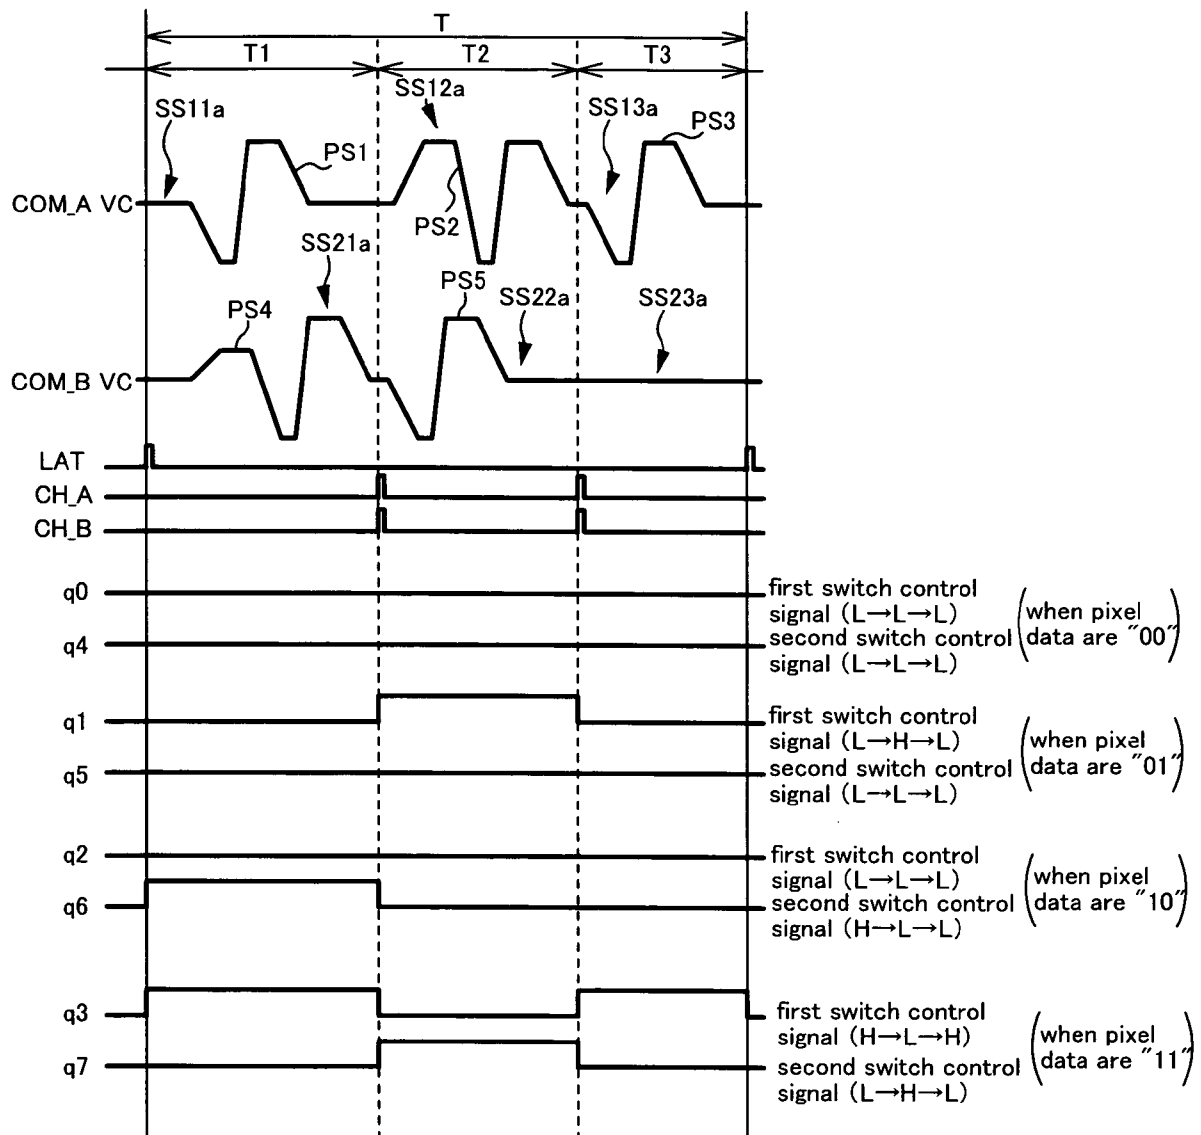 T
T1 T2 T3
SS11a SS12a SS13a PS3
PS1
COM_A VC
PS2
SS21a
PS4 PS5 SS22a SS23a
COM_B VC
LAT
CH_A
CH_B
q0 first switch control
signal (L→L→L)
q4 second switch control
signal (L→L→L)
(when pixel
data are "00")
q1 first switch control
signal (L→H→L)
q5 second switch control
signal (L→L→L)
(when pixel
data are "01")
q2 first switch control
signal (L→L→L)
q6 second switch control
signal (H→L→L)
(when pixel
data are "10")
q3 first switch control
signal (H→L→H)
q7 second switch control
signal (L→H→L)
(when pixel
data are "11")